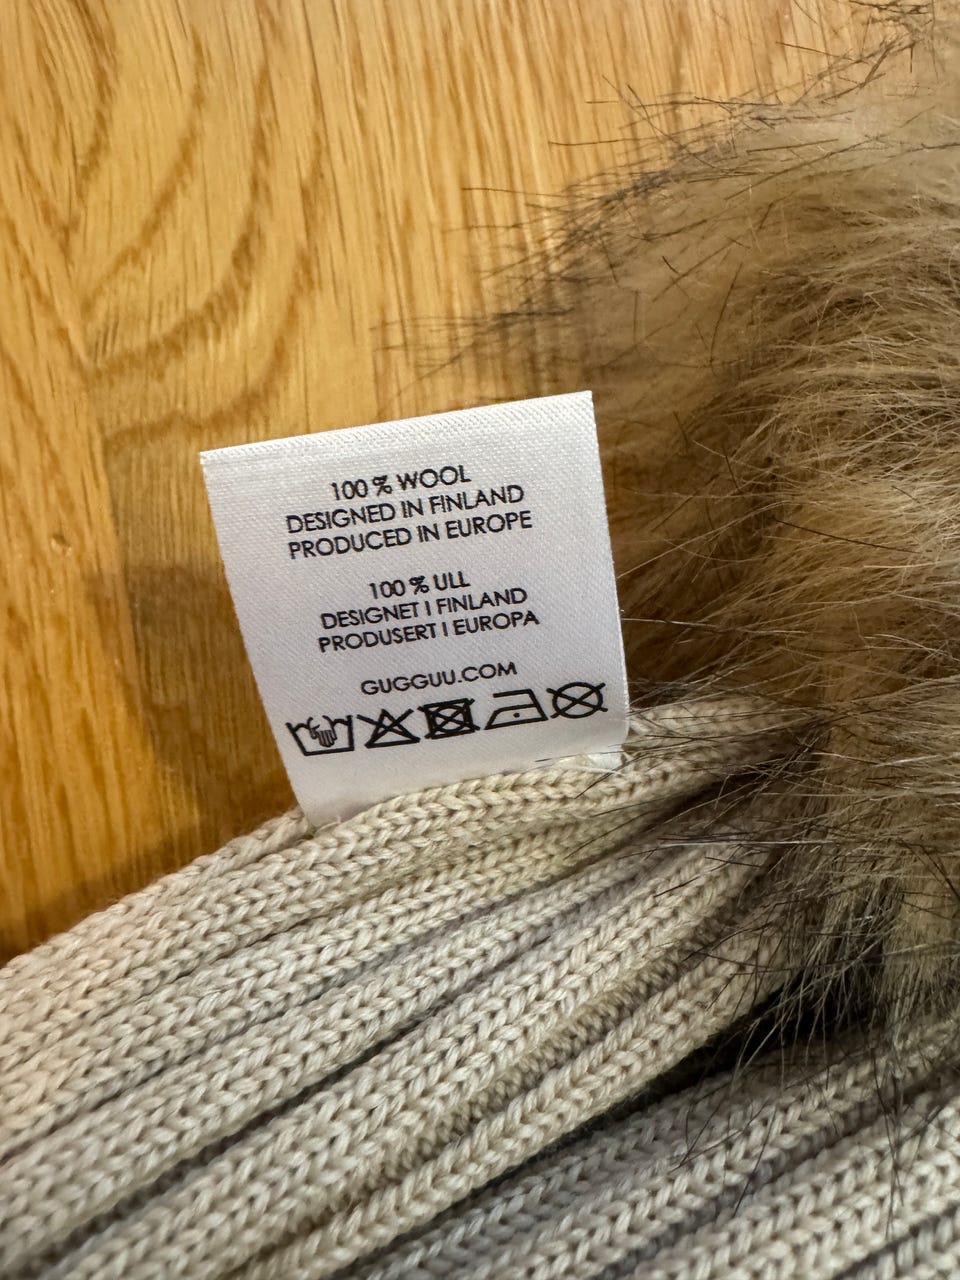 100 % WOOL
DESIGNED IN FINLAND
PRODUCED IN EUROPE
100 % ULL
DESIGNET I FINLAND
PRODUSERT I EUROPA
GUGGUU.COM